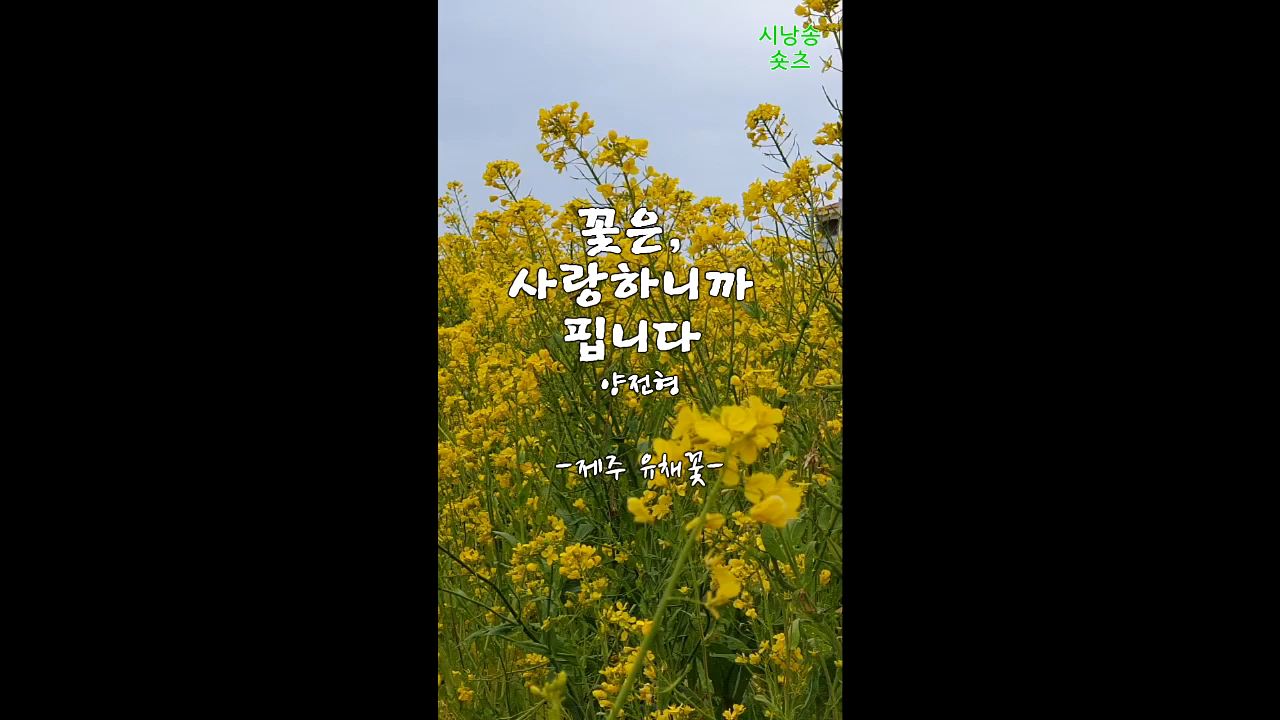 시낭송
숏츠
꽃은,
사랑하니까
핍니다
양전형
-제주 유채꽃-